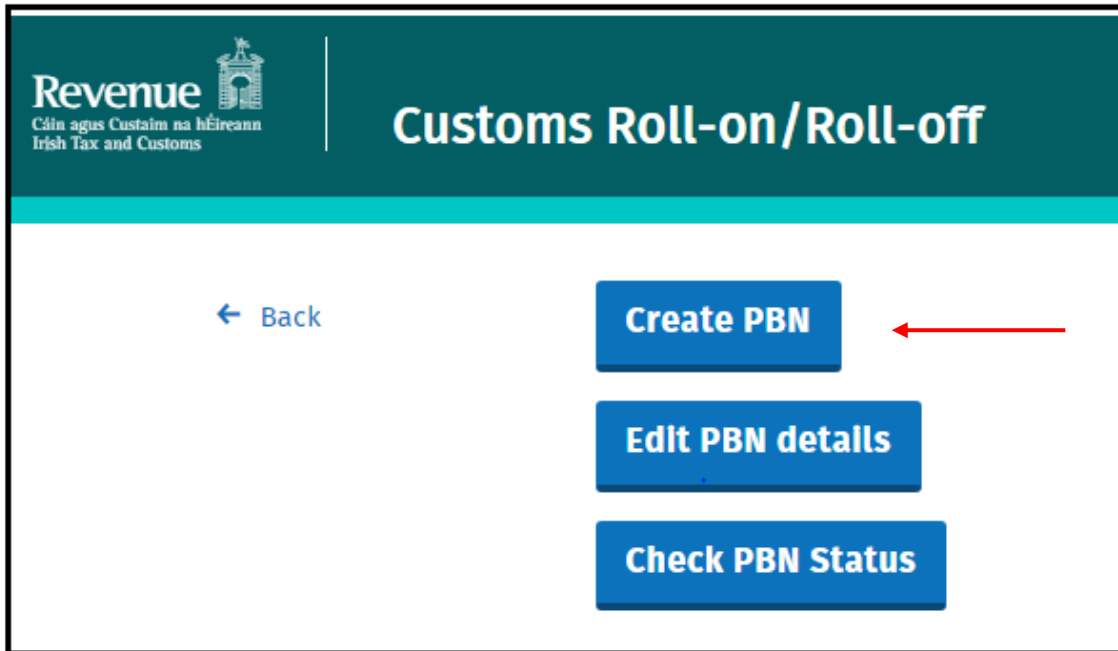 Revenue
Cáin agus Custaim na hÉireann
Irish Tax and Customs
Customs Roll-on/Roll-off
← Back
Create PBN
Edit PBN details
Check PBN Status